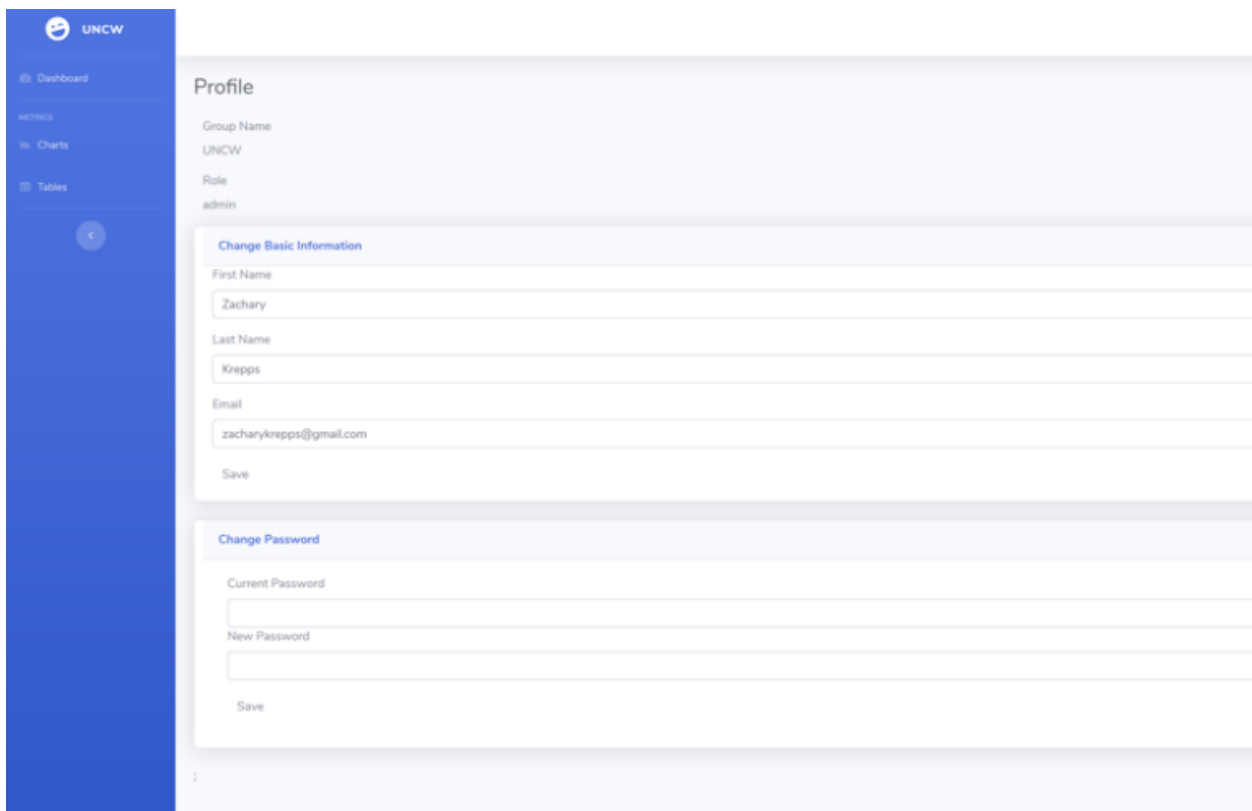 UNCW
Dashboard
METRICS
Charts
Tables
Profile
Group Name
UNCW
Role
admin
Change Basic Information
First Name
Zachary
Last Name
Krepps
Email
zacharykrepps@gmail.com
Save
Change Password
Current Password
New Password
Save
;